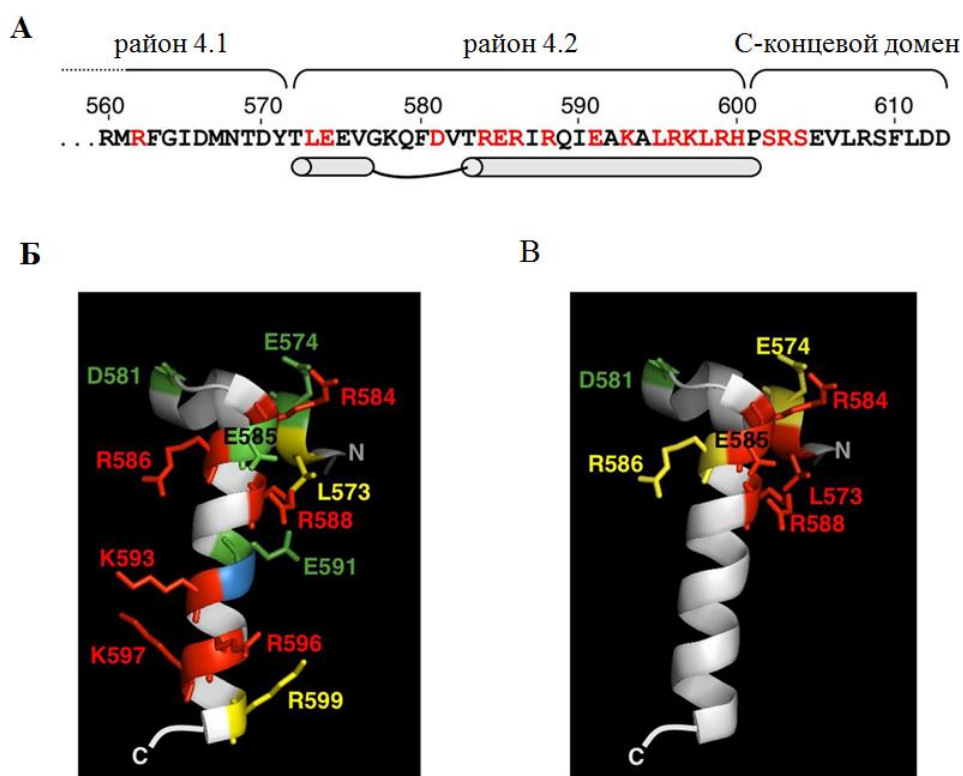 А
район 4.1 район 4.2 С-концевой домен
560 570 580 590 600 610
...RMRFGIDMNTDYTLEEVGKQFDVTRERIRQIEAKALRKLRHPSRSEVLRSFLDD
Б В
E574 E574
D581 D581
R584 R584
E585 E585
N N
R586 R586
L573 L573
R588 R588
E591
K593
R596
K597
R599
C C